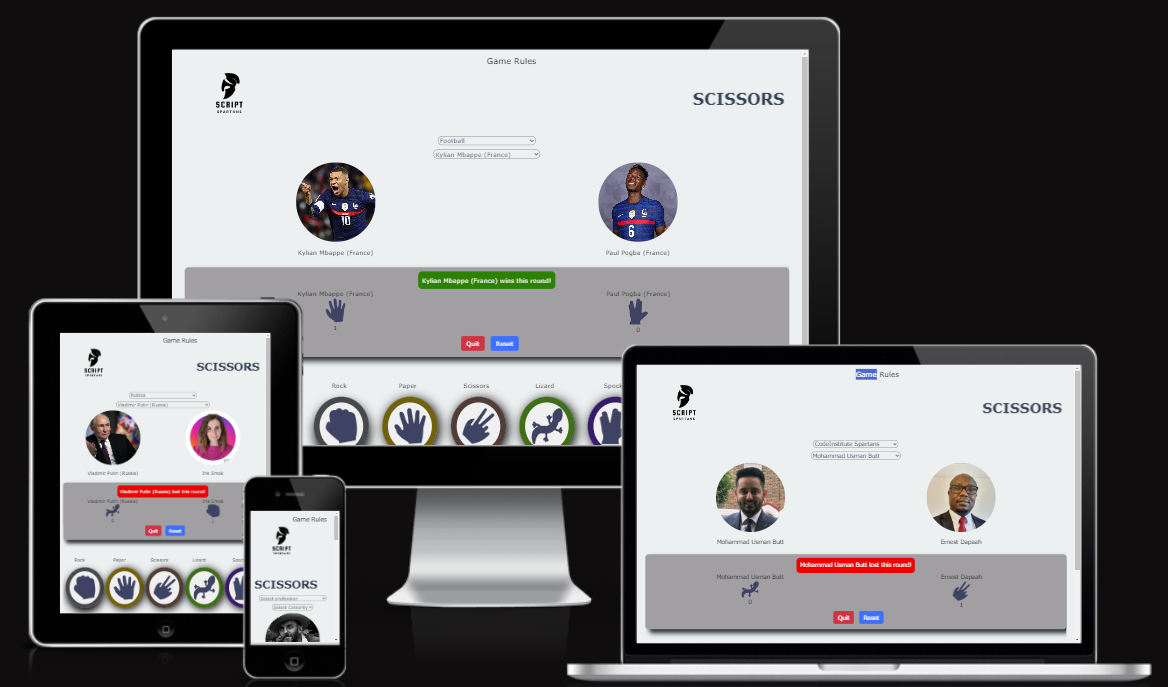 Game Rules
SCRIPT
SPARTANS
SCISSORS
Football
Kylian Mbappe (France)
10
6
Kylian Mbappe (France)
Paul Pogba (France)
Kylian Mbappe (France) wins this round!
Kylian Mbappe (France)
Paul Pogba (France)
1
0
Quit
Reset
Rock
Paper
Scissors
Lizard
Spock
Game Rules
SCRIPT
SPARTANS
SCISSORS
Politics
Vladimir Putin (Russia)
Vladimir Putin (Russia)
Iris Smok
Vladimir Putin (Russia) lost this round!
Vladimir Putin (Russia)
Iris Smok
0
1
Quit
Reset
Rock
Paper
Scissors
Lizard
Spoc
Game Rules
SCRIPT
SPARTANS
SCISSORS
Select profession
Select Celebrity
Game Rules
SCRIPT
SPARTANS
SCISSORS
CodeInstitute Spartans
Mohammad Usman Butt
Mohammad Usman Butt
Ernest Dapaah
Mohammad Usman Butt lost this round!
Mohammad Usman Butt
Ernest Dapaah
0
1
Quit
Reset